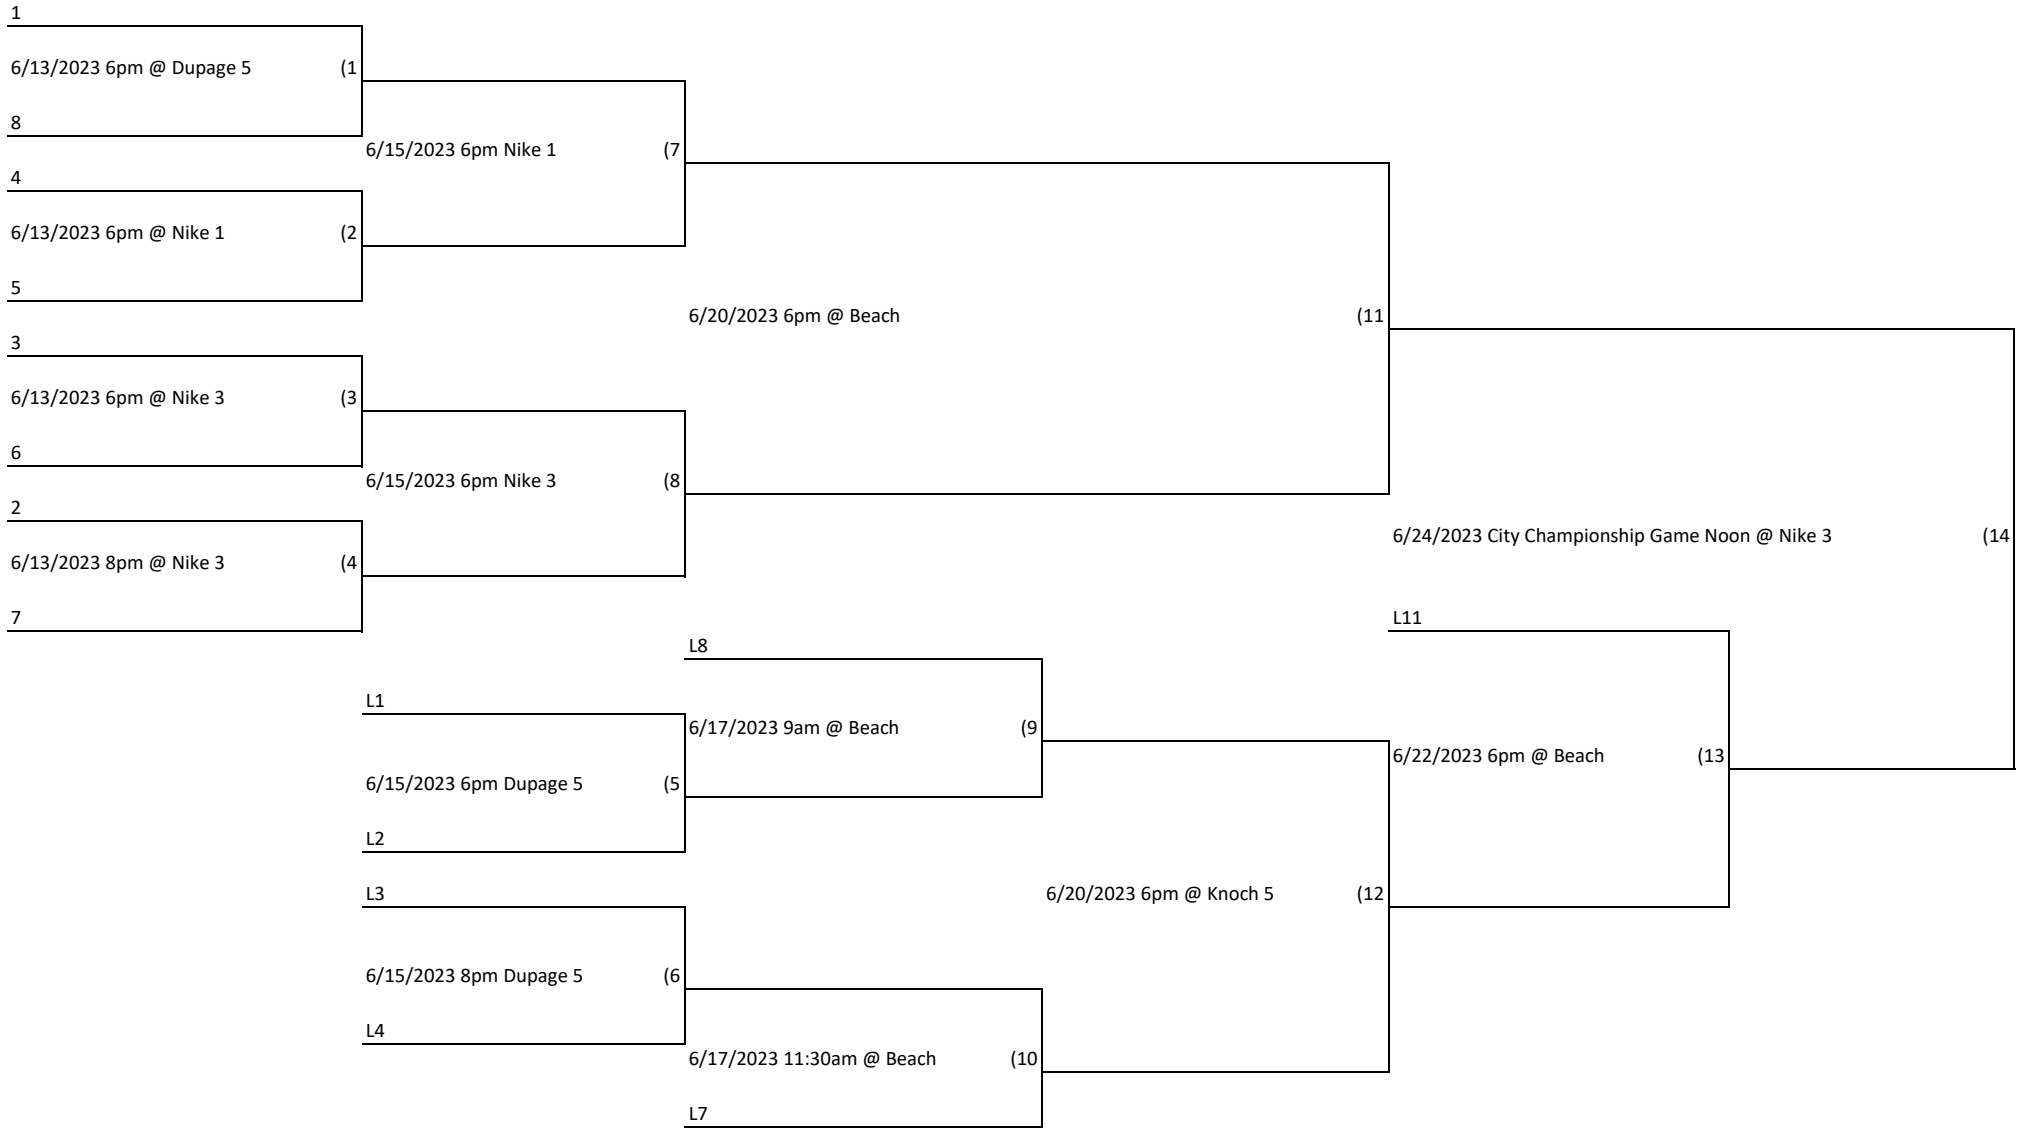 1
6/13/2023 6pm @ Dupage 5 (1
8
6/15/2023 6pm Nike 1 (7
4
6/13/2023 6pm @ Nike 1 (2
5
6/20/2023 6pm @ Beach (11
3
6/13/2023 6pm @ Nike 3 (3
6
6/15/2023 6pm Nike 3 (8
2
6/24/2023 City Championship Game Noon @ Nike 3 (14
6/13/2023 8pm @ Nike 3 (4
7
L11
L8
L1
6/17/2023 9am @ Beach (9
6/22/2023 6pm @ Beach (13
6/15/2023 6pm Dupage 5 (5
L2
L3
6/20/2023 6pm @ Knoch 5 (12
6/15/2023 8pm Dupage 5 (6
L4
6/17/2023 11:30am @ Beach (10
L7